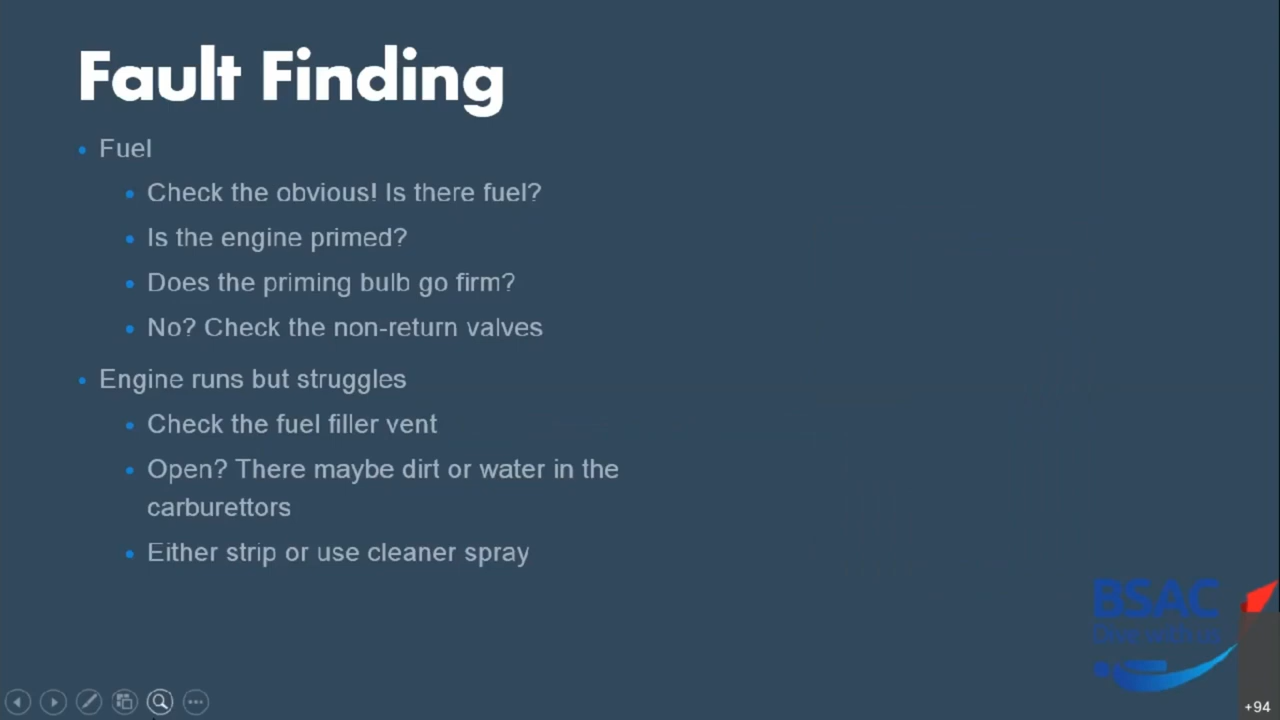 Fault Finding
Fuel
Check the obvious! Is there fuel?
Is the engine primed?
Does the priming bulb go firm?
No? Check the non-return valves
Engine runs but struggles
Check the fuel filler vent
Open? There maybe dirt or water in the
carburettors
Either strip or use cleaner spray
BSAC
Dive with us
+94